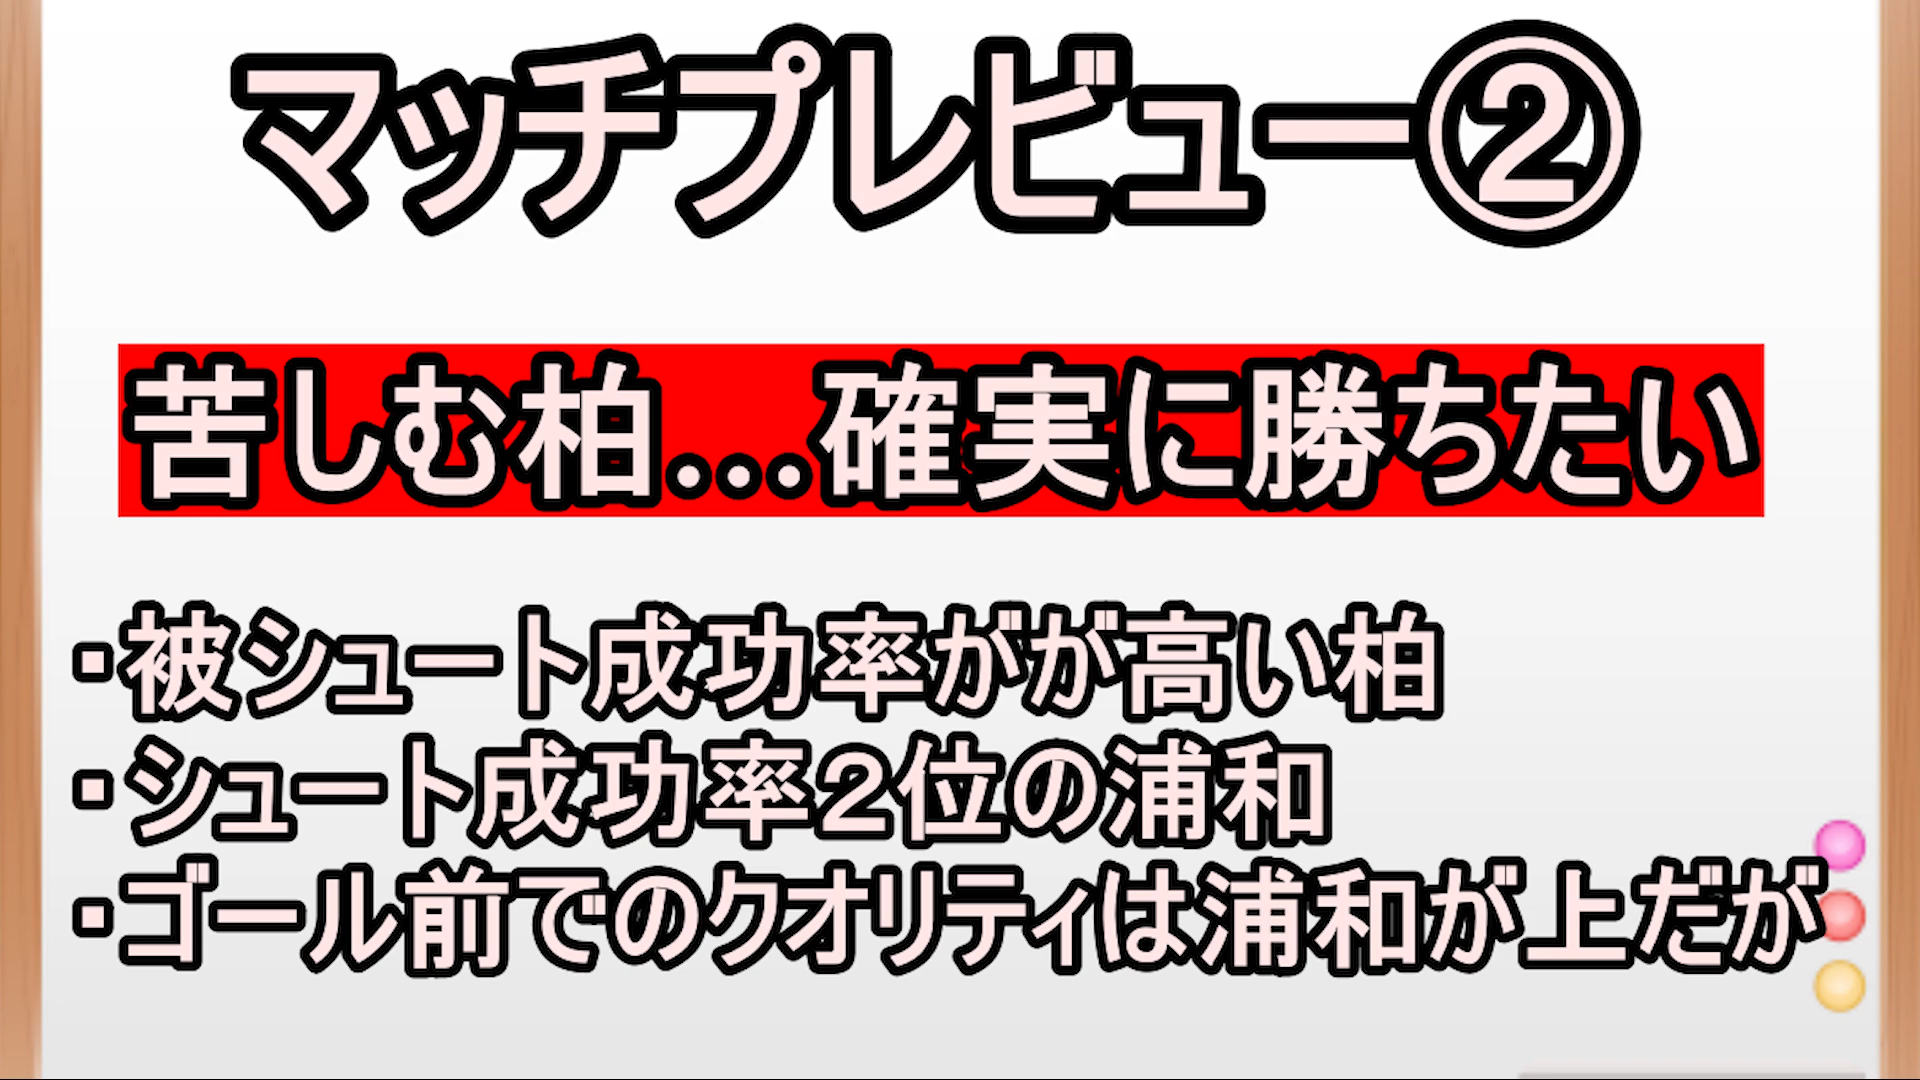 マッチプレビュー②
苦しむ柏...確実に勝ちたい
・被シュート成功率がが高い柏
・シュート成功率2位の浦和
・ゴール前でのクオリティは浦和が上だが